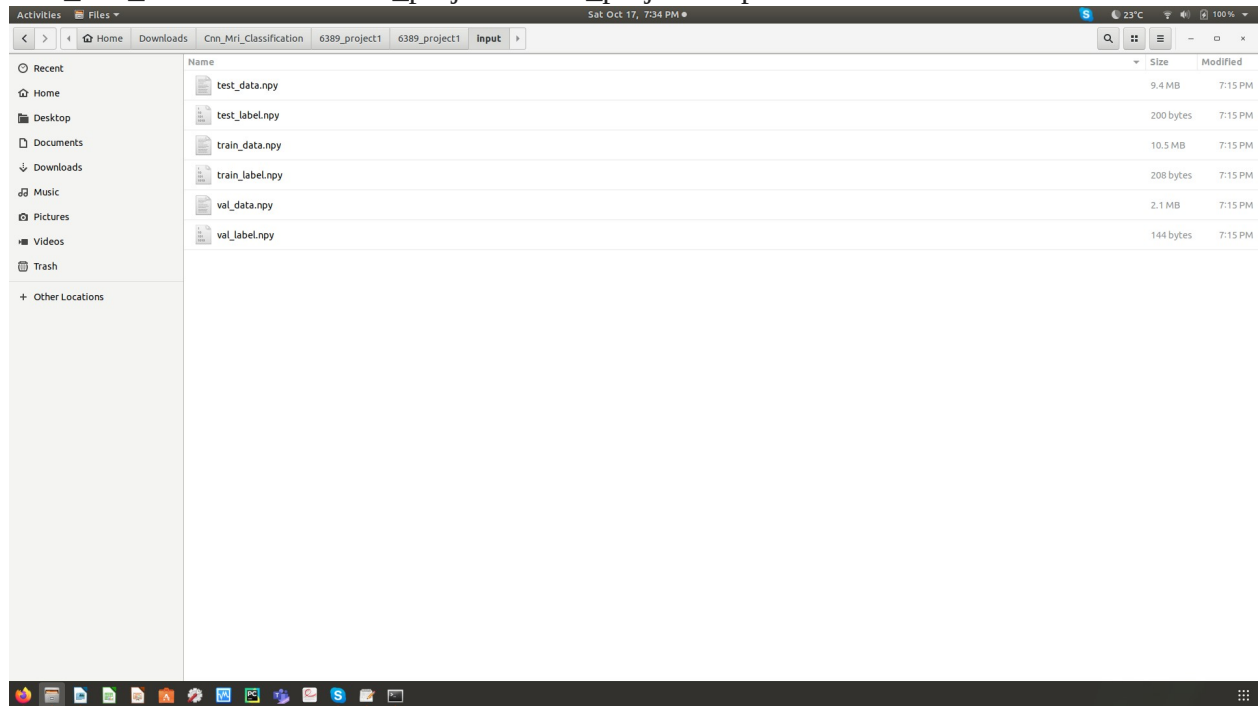 Activities Files Sat Oct 17, 7:34 PM 23°C 100 %
Home Downloads Cnn_Mri_Classification 6389_project1 6389_project1 input
Name Size Modified
Recent
Home
Desktop
Documents
Downloads
Music
Pictures
Videos
Trash
+ Other Locations
test_data.npy 9.4 MB 7:15 PM
test_label.npy 200 bytes 7:15 PM
train_data.npy 10.5 MB 7:15 PM
train_label.npy 208 bytes 7:15 PM
val_data.npy 2.1 MB 7:15 PM
val_label.npy 144 bytes 7:15 PM